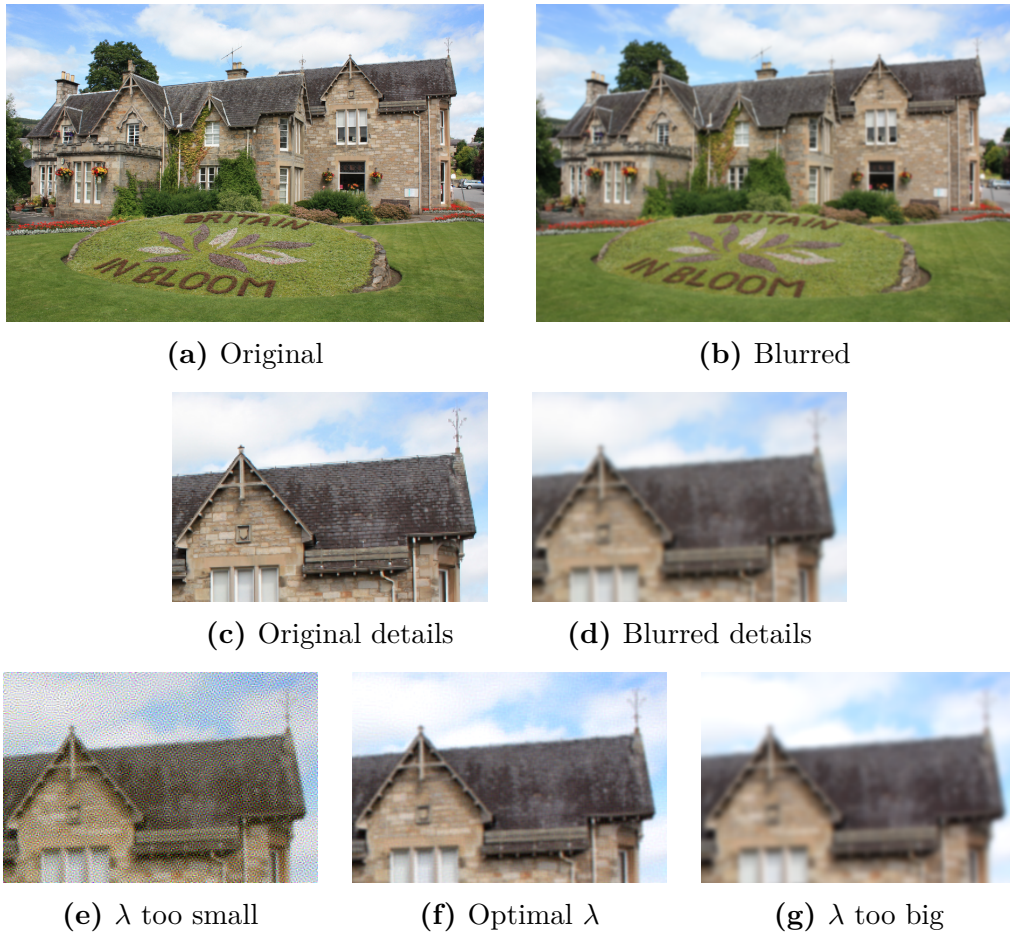 BRITAIN
IN BLOOM
BRITAIN
IN BLOOM
(a) Original
(b) Blurred
(c) Original details
(d) Blurred details
(e) λ too small
(f) Optimal λ
(g) λ too big